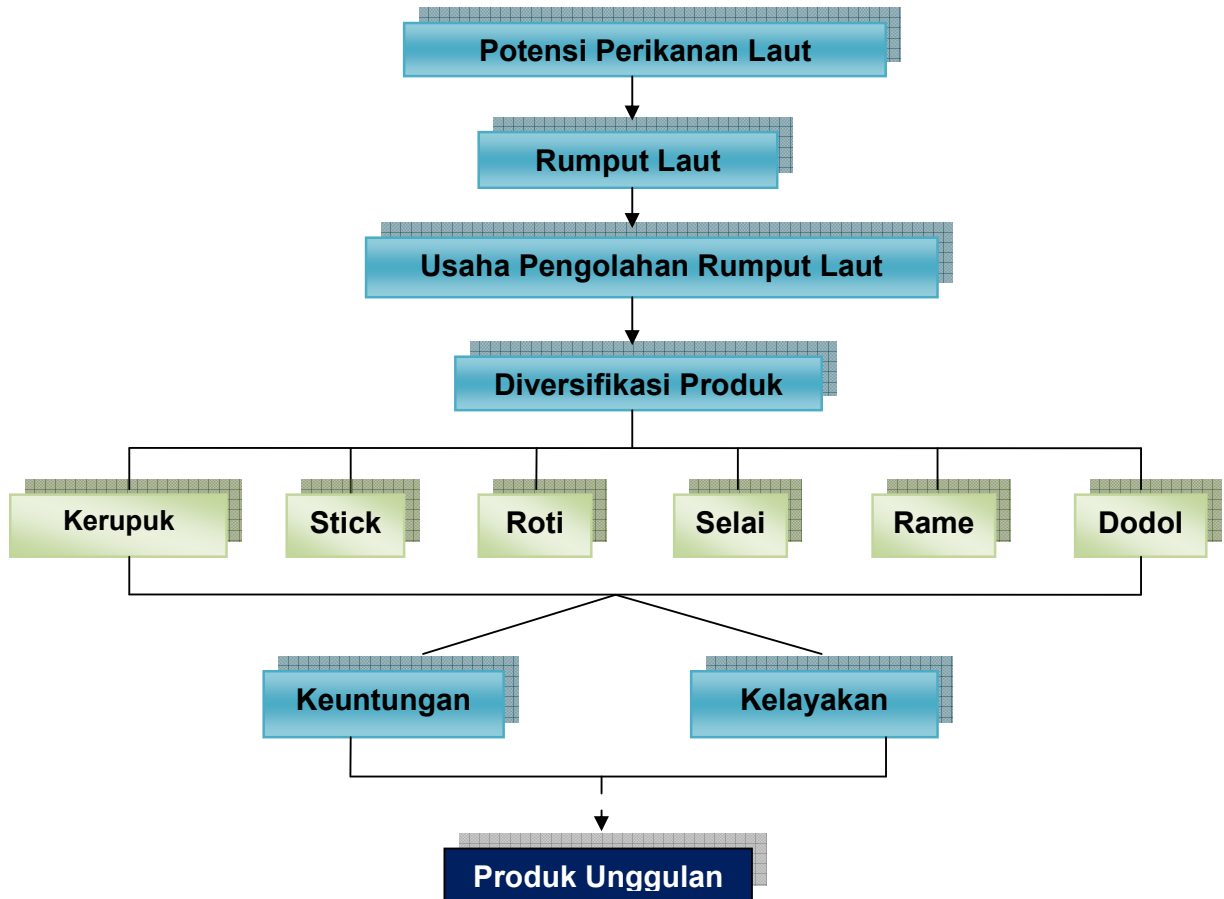 Potensi Perikanan Laut
Rumput Laut
Usaha Pengolahan Rumput Laut
Diversifikasi Produk
Kerupuk
Stick
Roti
Selai
Rame
Dodol
Keuntungan
Kelayakan
Produk Unggulan